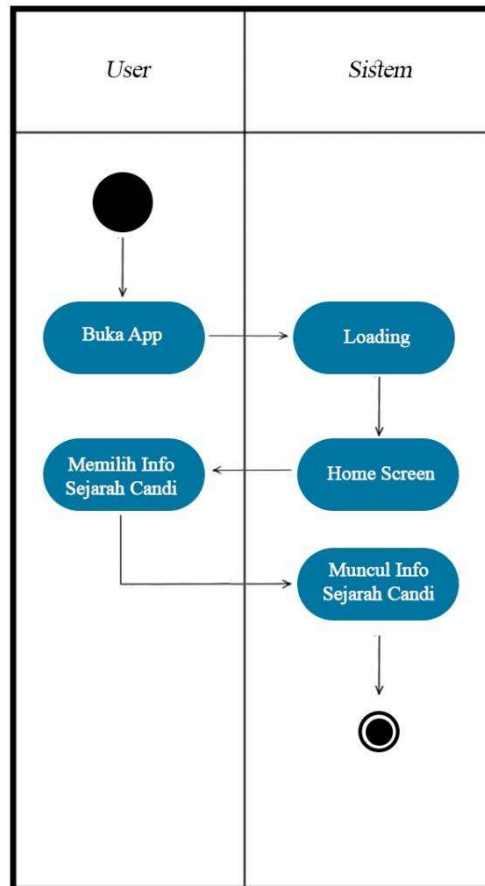 User
Sistem
Buka App
Loading
Memilih Info
Sejarah Candi
Home Screen
Muncul Info
Sejarah Candi